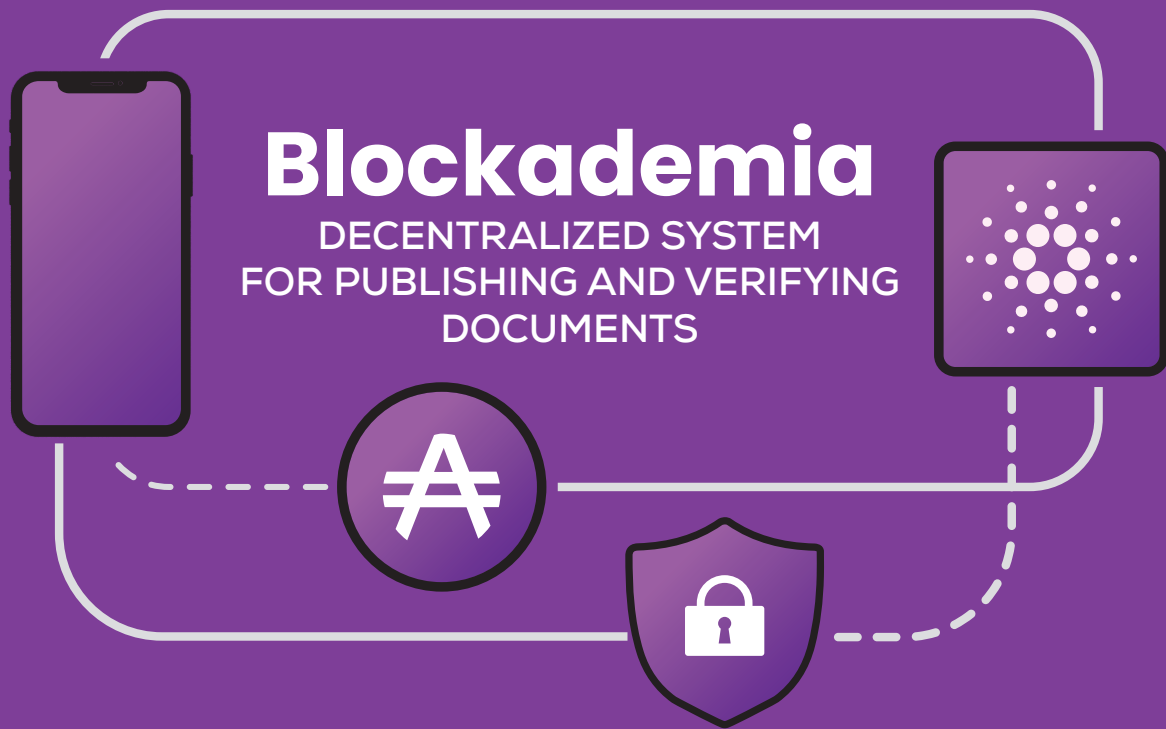 Blockademia
DECENTRALIZED SYSTEM
FOR PUBLISHING AND VERIFYING
DOCUMENTS